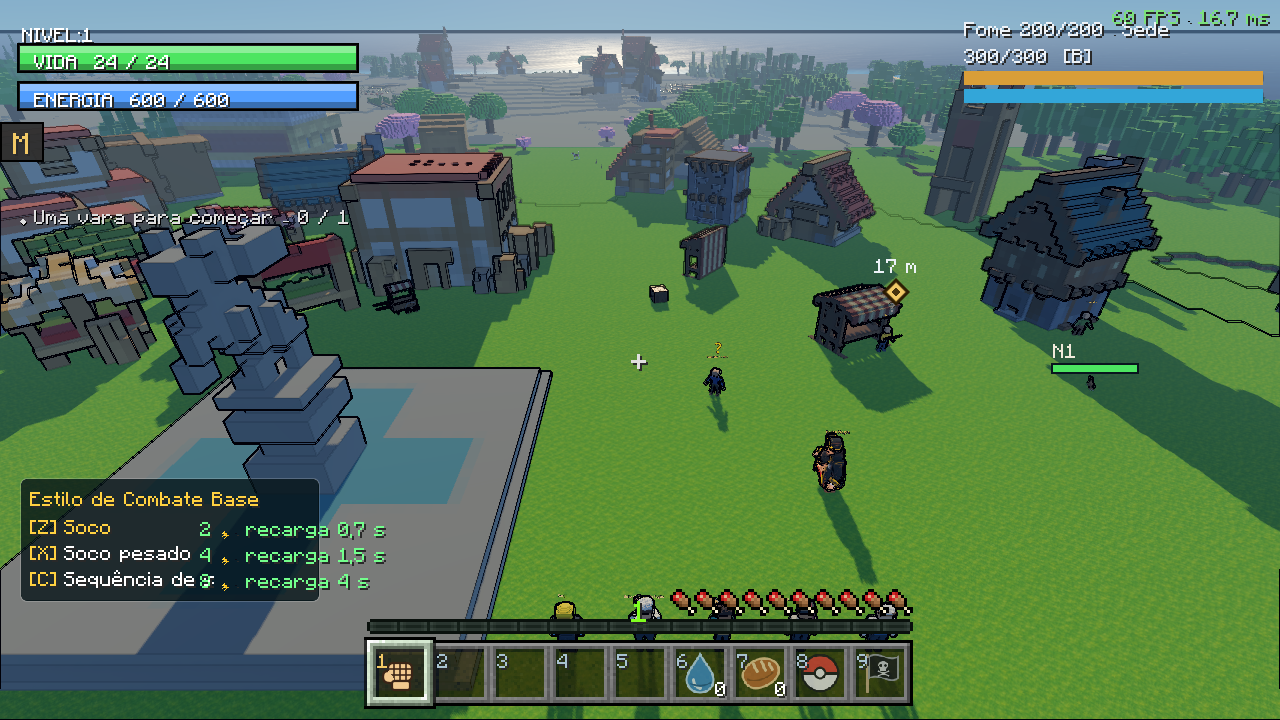 60 FPS · 16.7 ms
NIVEL:1
Fome 200/200 · Sede
300/300 [B]
VIDA 24 / 24
ENERGIA 600 / 600
M
Uma vara para começar 0 / 1
17 m
?
N1
Estilo de Combate Base
[Z] Soco 2 recarga 0,7 s
[X] Soco pesado 4 recarga 1,5 s
[C] Sequência de 8 recarga 4 s
1
1 2 3 4 5 6 0 7 0 8 9